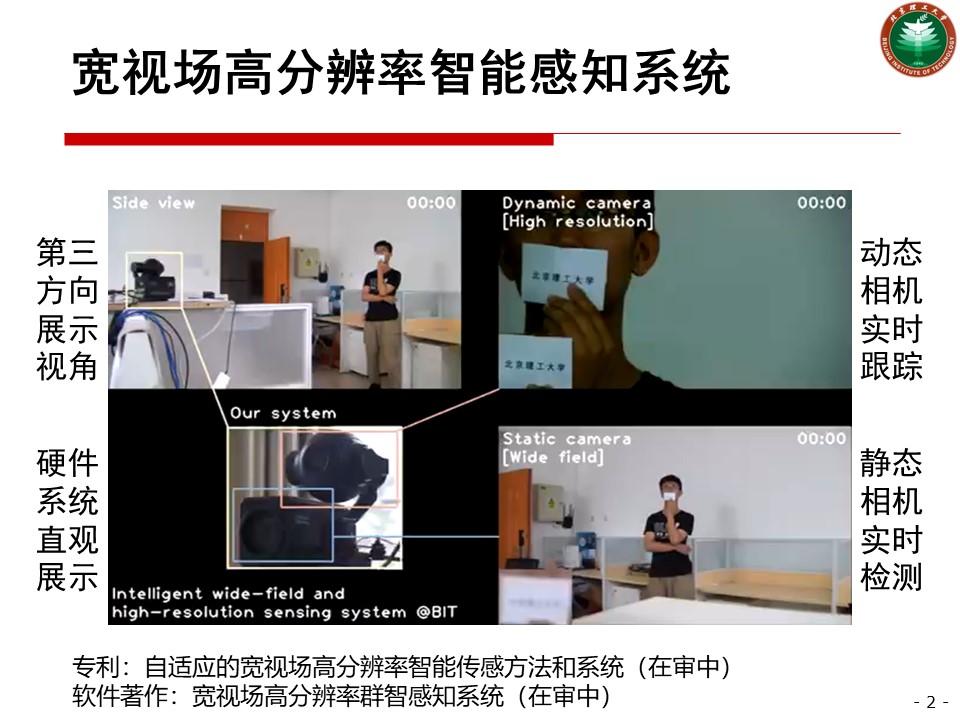 宽视场高分辨率智能感知系统
北京理工大学
BEIJING INSTITUTE OF TECHNOLOGY
1940
第三
方向
展示
视角
Side view 00:00
Dynamic camera 00:00
[High resolution]
北京理工大学
北京理工大学
动态
相机
实时
跟踪
硬件
系统
直观
展示
Our system
Static camera 00:00
[Wide field]
Intelligent wide-field and
high-resolution sensing system @BIT
静态
相机
实时
检测
专利：自适应的宽视场高分辨率智能传感方法和系统（在审中）
软件著作：宽视场高分辨率群智感知系统（在审中）
- 2 -